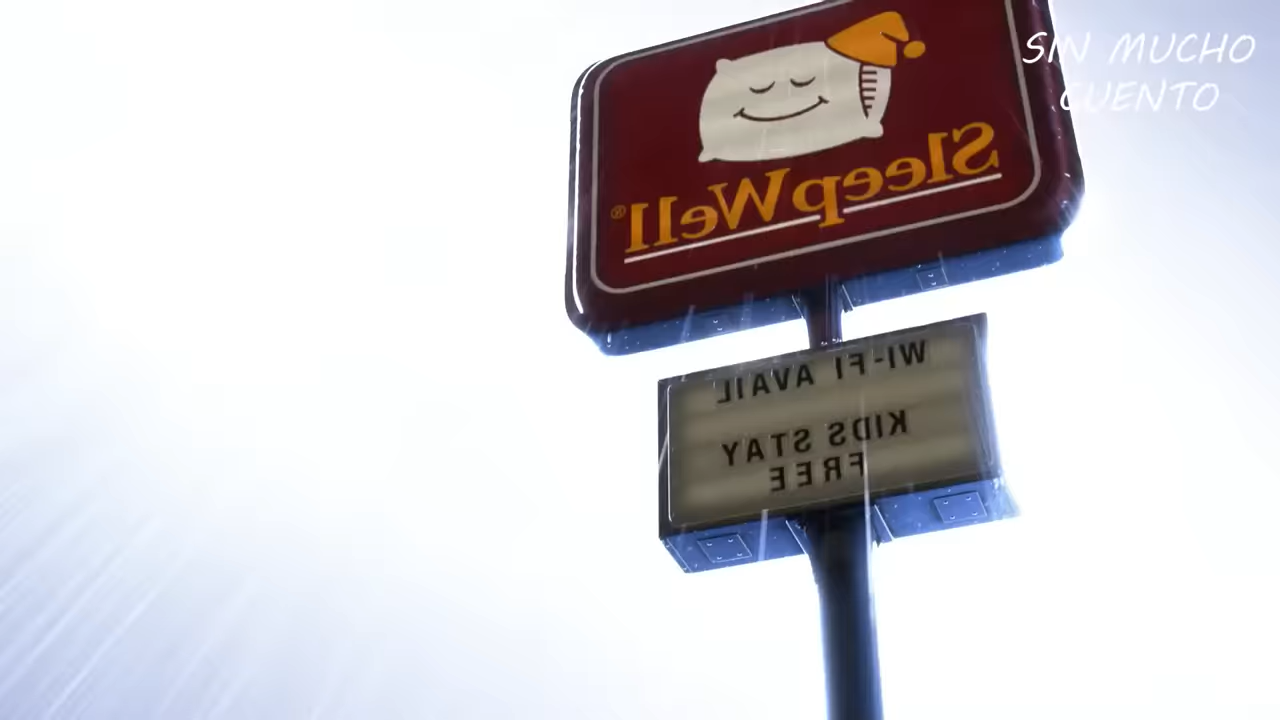 SIN MUCHO
CUENTO
SleepWell®
WI-FI AVAIL
KIDS STAY
FREE